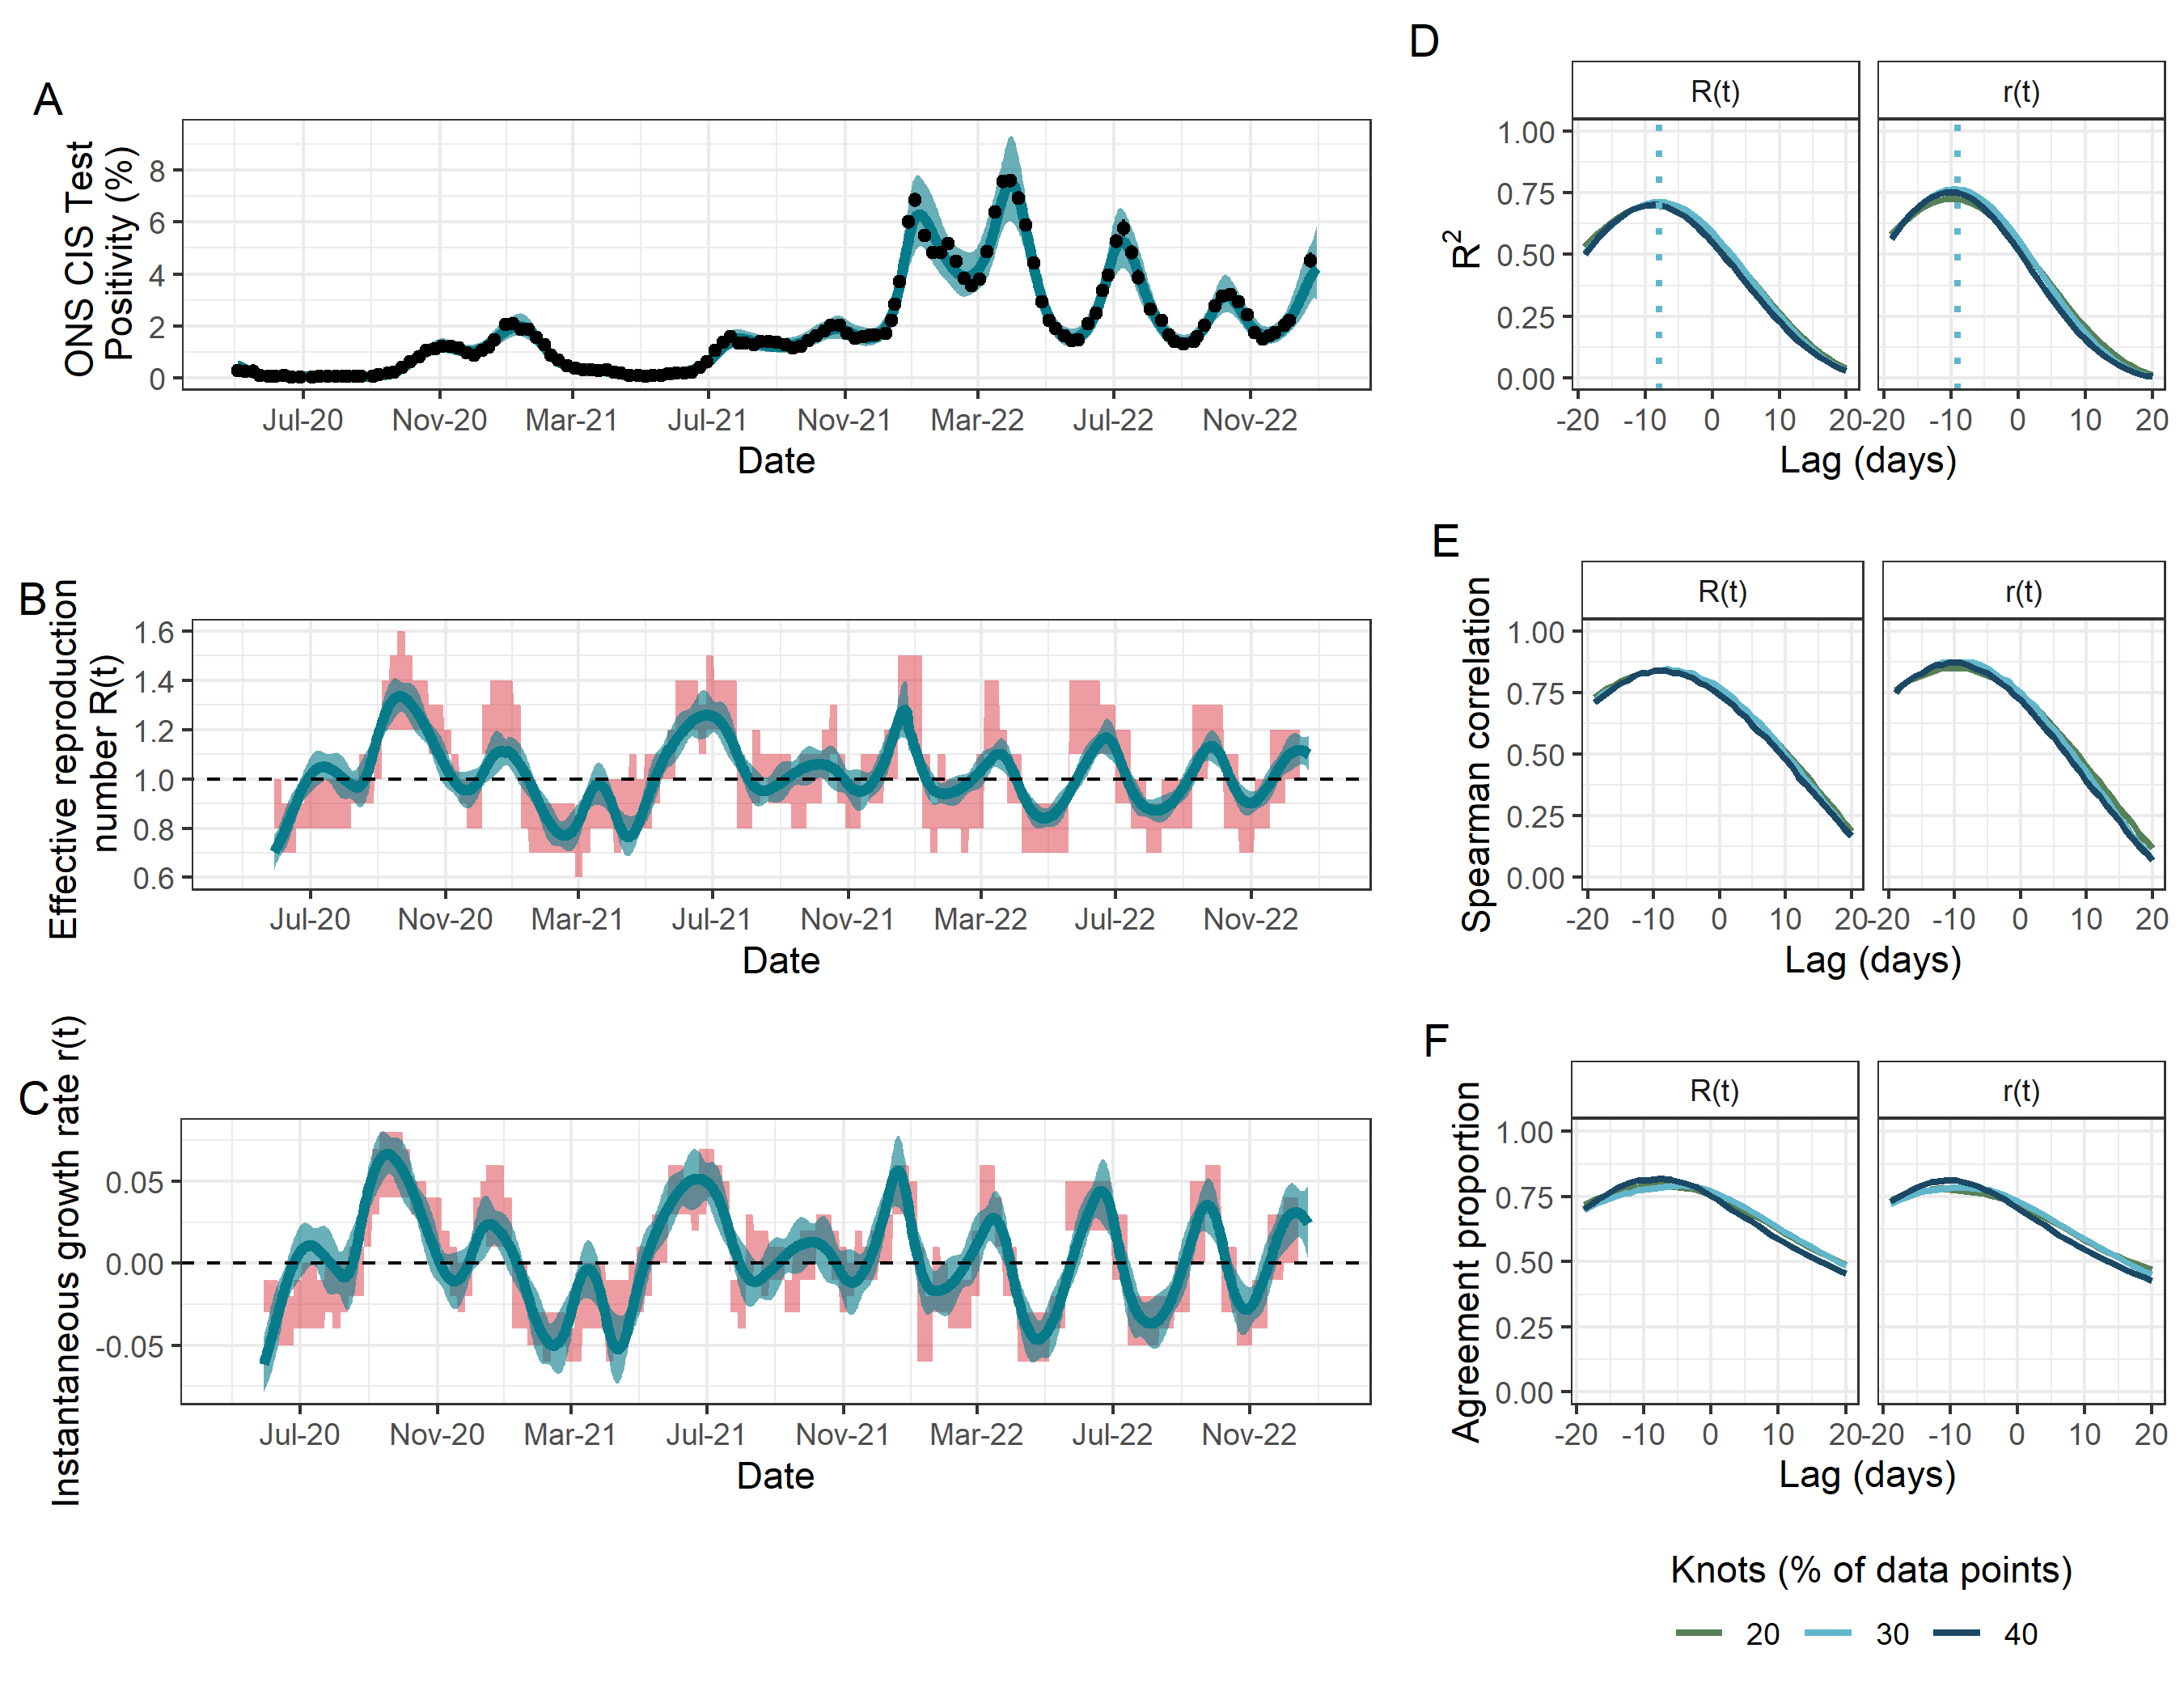 A
ONS CIS Test
Positivity (%)
8
6
4
2
0
Jul-20 Nov-20 Mar-21 Jul-21 Nov-21 Mar-22 Jul-22 Nov-22
Date
B
Effective reproduction
number R(t)
1.6
1.4
1.2
1.0
0.8
0.6
Jul-20 Nov-20 Mar-21 Jul-21 Nov-21 Mar-22 Jul-22 Nov-22
Date
C
Instantaneous growth rate r(t)
0.05
0.00
-0.05
Jul-20 Nov-20 Mar-21 Jul-21 Nov-21 Mar-22 Jul-22 Nov-22
Date
D
R(t) r(t)
R²
1.00
0.75
0.50
0.25
0.00
-20 -10 0 10 20 -20 -10 0 10 20
Lag (days)
E
R(t) r(t)
Spearman correlation
1.00
0.75
0.50
0.25
0.00
-20 -10 0 10 20 -20 -10 0 10 20
Lag (days)
F
R(t) r(t)
Agreement proportion
1.00
0.75
0.50
0.25
0.00
-20 -10 0 10 20 -20 -10 0 10 20
Lag (days)
Knots (% of data points)
20 30 40